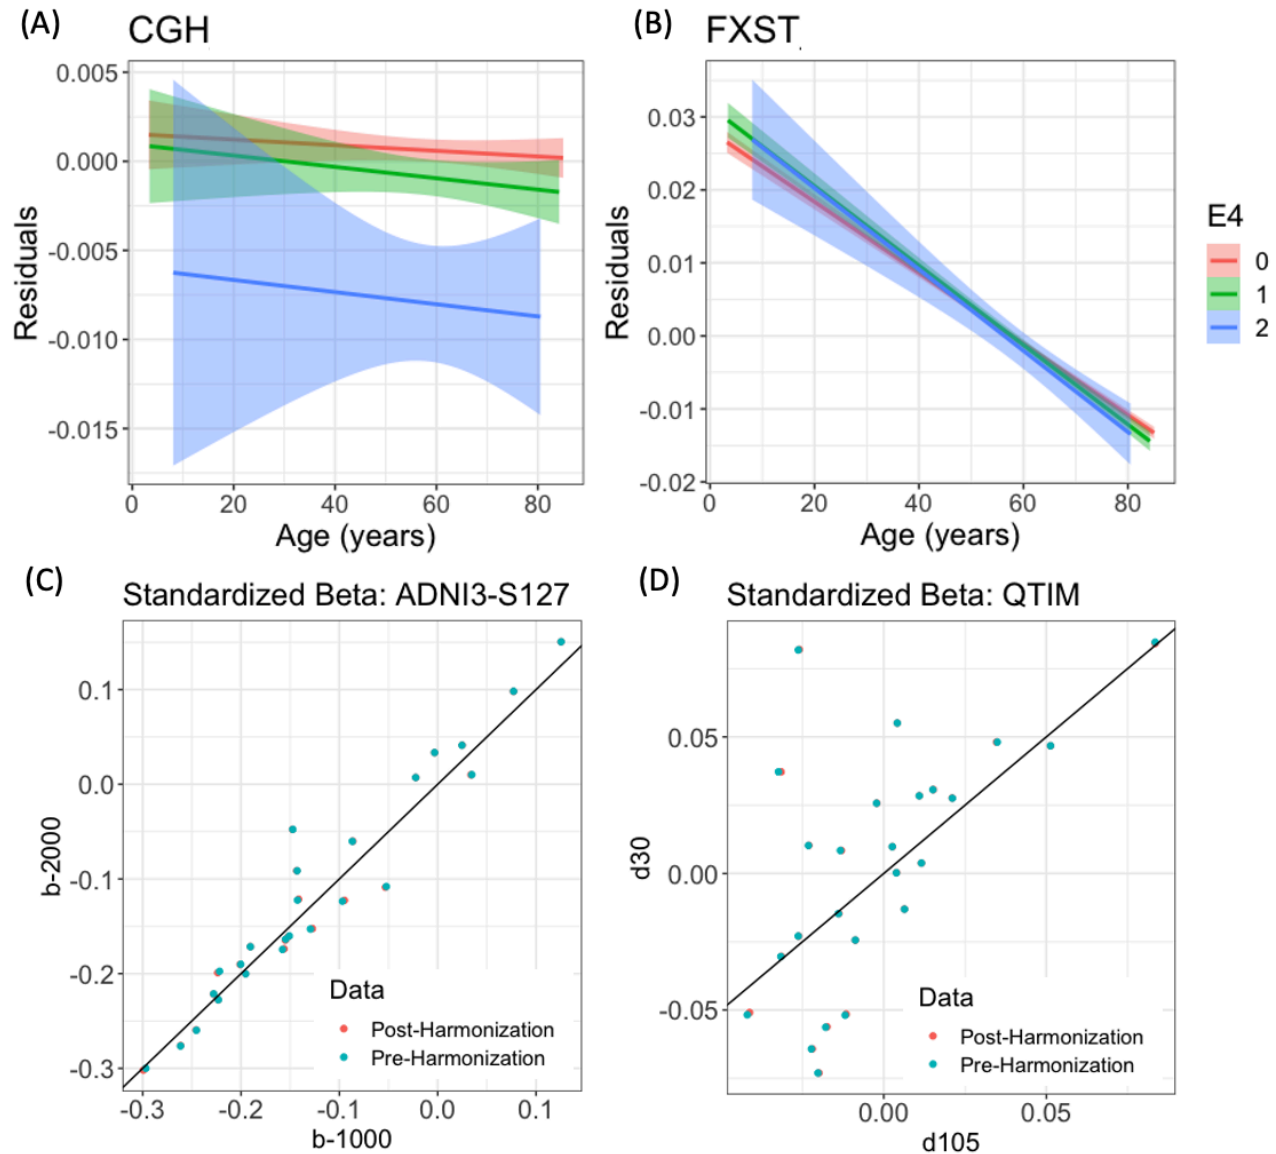 (A) CGH
0.005
0.000
-0.005
-0.010
-0.015
Residuals
0 20 40 60 80
Age (years)
(B) FXST
0.03
0.02
0.01
0.00
-0.01
-0.02
Residuals
0 20 40 60 80
Age (years)
E4
0
1
2
(C)
Standardized Beta: ADNI3-S127
0.1
0.0
-0.1
-0.2
-0.3
b-2000
Data
Post-Harmonization
Pre-Harmonization
-0.3 -0.2 -0.1 0.0 0.1
b-1000
(D)
Standardized Beta: QTIM
0.05
0.00
-0.05
d30
Data
Post-Harmonization
Pre-Harmonization
0.00 0.05
d105